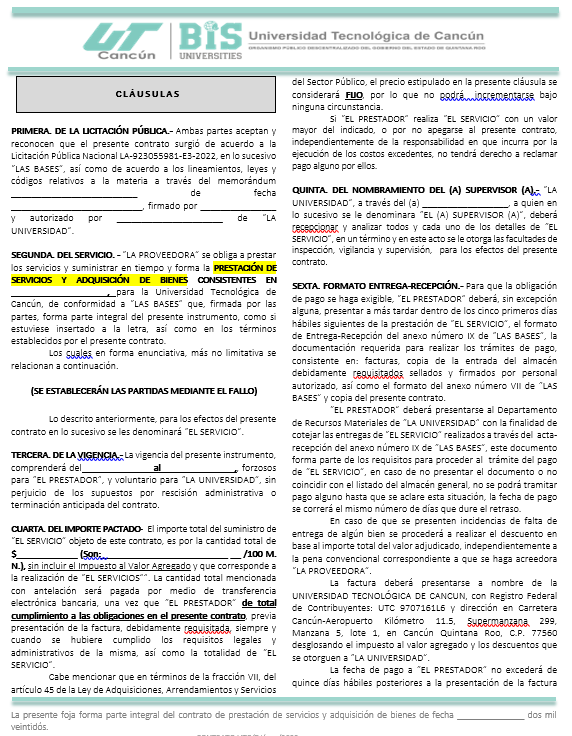 UT
Cancún
BIS
UNIVERSITIES
Universidad Tecnológica de Cancún
ORGANISMO PÚBLICO DESCENTRALIZADO DEL GOBIERNO DEL ESTADO DE QUINTANA ROO
CLÁUSULAS
PRIMERA. DE LA LICITACIÓN PÚBLICA.- Ambas partes aceptan y
reconocen que el presente contrato surgió de acuerdo a la
Licitación Pública Nacional LA-923055981-E3-2022, en lo sucesivo
"LAS BASES", así como de acuerdo a los lineamientos, leyes y
códigos relativos a la materia a través del memorándum
____________________ de fecha
____________________, firmado por ____________
y autorizado por ____________________ de "LA
UNIVERSIDAD".
SEGUNDA. DEL SERVICIO. – "LA PROVEEDORA" se obliga a prestar
los servicios y suministrar en tiempo y forma la PRESTACIÓN DE
SERVICIOS Y ADQUISICIÓN DE BIENES CONSISTENTES EN
____________________, para la Universidad Tecnológica de
Cancún, de conformidad a "LAS BASES" que, firmada por las
partes, forma parte integral del presente instrumento, como si
estuviese insertado a la letra, así como en los términos
establecidos por el presente contrato.
Los cuales en forma enunciativa, más no limitativa se
relacionan a continuación.
(SE ESTABLECERÁN LAS PARTIDAS MEDIANTE EL FALLO)
Lo descrito anteriormente, para los efectos del presente
contrato en lo sucesivo se les denominará "EL SERVICIO".
TERCERA. DE LA VIGENCIA.- La vigencia del presente instrumento,
comprenderá del ____________ al ____________, forzosos
para "EL PRESTADOR", y voluntario para "LA UNIVERSIDAD", sin
perjuicio de los supuestos por rescisión administrativa o
terminación anticipada del contrato.
CUARTA. DEL IMPORTE PACTADO- El importe total del suministro de
"EL SERVICIO" objeto de este contrato, es por la cantidad total de
$____________ (Son: ____________________ __ /100 M.
N.), sin incluir el Impuesto al Valor Agregado y que corresponde a
la realización de "EL SERVICIOS"". La cantidad total mencionada
con antelación será pagada por medio de transferencia
electrónica bancaria, una vez que "EL PRESTADOR" de total
cumplimiento a las obligaciones en el presente contrato, previa
presentación de la factura, debidamente requisitada, siempre y
cuando se hubiere cumplido los requisitos legales y
administrativos de la misma, así como la totalidad de "EL
SERVICIO".
Cabe mencionar que en términos de la fracción VII, del
artículo 45 de la Ley de Adquisiciones, Arrendamientos y Servicios
del Sector Público, el precio estipulado en la presente cláusula se
considerará FIJO, por lo que no podrá incrementarse bajo
ninguna circunstancia.
Si "EL PRESTADOR" realiza "EL SERVICIO" con un valor
mayor del indicado, o por no apegarse al presente contrato,
independientemente de la responsabilidad en que incurra por la
ejecución de los costos excedentes, no tendrá derecho a reclamar
pago alguno por ellos.
QUINTA. DEL NOMBRAMIENTO DEL (A) SUPERVISOR (A).- "LA
UNIVERSIDAD", a través del (a) ____________________, a quien en
lo sucesivo se le denominara "EL (A) SUPERVISOR (A)", deberá
recepcionar y analizar todos y cada uno de los detalles de "EL
SERVICIO", en un término y en este acto se le otorga las facultades de
inspección, vigilancia y supervisión, para los efectos del presente
contrato.
SEXTA. FORMATO ENTREGA-RECEPCIÓN.- Para que la obligación
de pago se haga exigible, "EL PRESTADOR" deberá, sin excepción
alguna, presentar a más tardar dentro de los cinco primeros días
hábiles siguientes de la prestación de "EL SERVICIO", el formato
de Entrega-Recepción del anexo número IX de "LAS BASES", la
documentación requerida para realizar los trámites de pago,
consistente en: facturas, copia de la entrada del almacén
debidamente requisitados sellados y firmados por personal
autorizado, así como el formato del anexo número VII de "LAS
BASES" y copia del presente contrato.
"EL PRESTADOR" deberá presentarse al Departamento
de Recursos Materiales de "LA UNIVERSIDAD" con la finalidad de
cotejar las entregas de "EL SERVICIO" realizados a través del acta-
recepción del anexo número IX de "LAS BASES", este documento
forma parte de los requisitos para proceder al trámite del pago
de "EL SERVICIO", en caso de no presentar el documento o no
coincidir con el listado del almacén general, no se podrá tramitar
pago alguno hasta que se aclare esta situación, la fecha de pago
se correrá el mismo número de días que dure el retraso.
En caso de que se presenten incidencias de falta de
entrega de algún bien se procederá a realizar el descuento en
base al importe total del valor adjudicado, independientemente a
la pena convencional correspondiente a que se haga acreedora
"LA PROVEEDORA".
La factura deberá presentarse a nombre de la
UNIVERSIDAD TECNOLÓGICA DE CANCUN, con Registro Federal
de Contribuyentes: UTC 9707161L6 y dirección en Carretera
Cancún-Aeropuerto Kilómetro 11.5, Supermanzana 299,
Manzana 5, lote 1, en Cancún Quintana Roo, C.P. 77560
desglosando el impuesto al valor agregado y los descuentos que
se otorguen a "LA UNIVERSIDAD".
La fecha de pago a "EL PRESTADOR" no excederá de
quince días hábiles posteriores a la presentación de la factura
La presente foja forma parte integral del contrato de prestación de servicios y adquisición de bienes de fecha ____________ dos mil
veintidós.